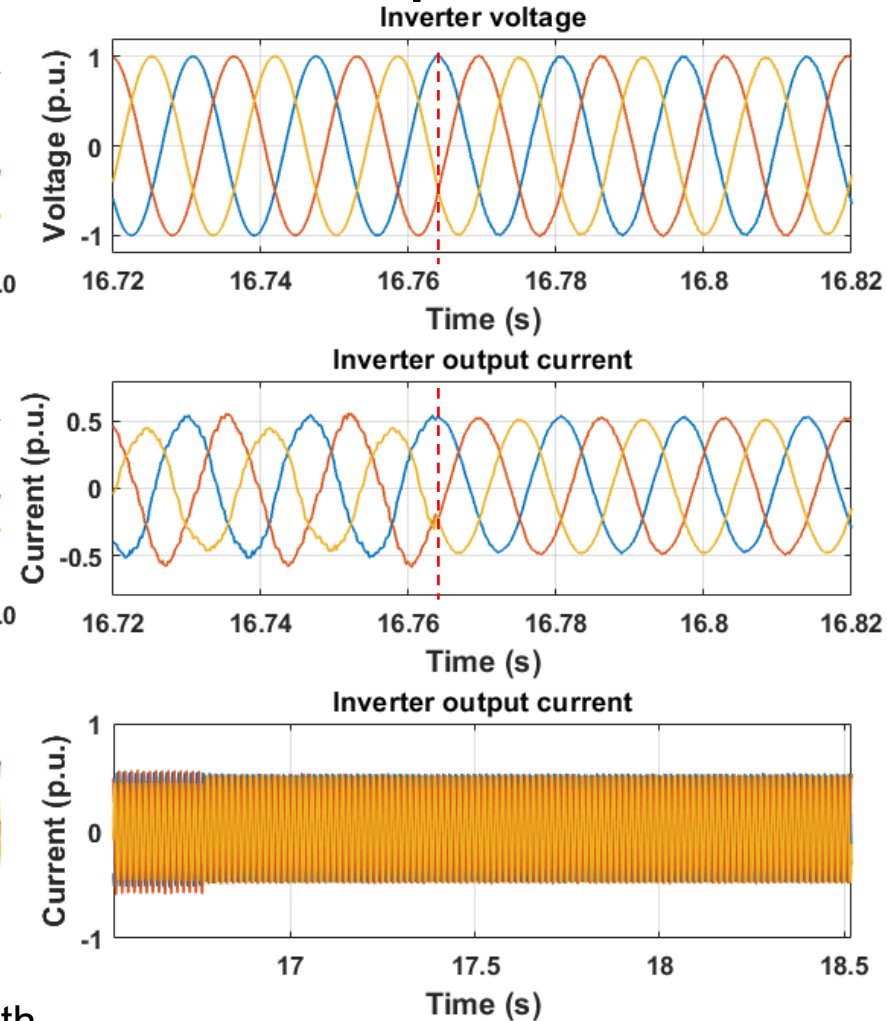 Inverter voltage
Voltage (p.u.)
1
0
-1
16.72 16.74 16.76 16.78 16.8 16.82
Time (s)
Inverter output current
Current (p.u.)
0.5
0
-0.5
16.72 16.74 16.76 16.78 16.8 16.82
Time (s)
Inverter output current
Current (p.u.)
1
0
-1
17 17.5 18 18.5
Time (s)